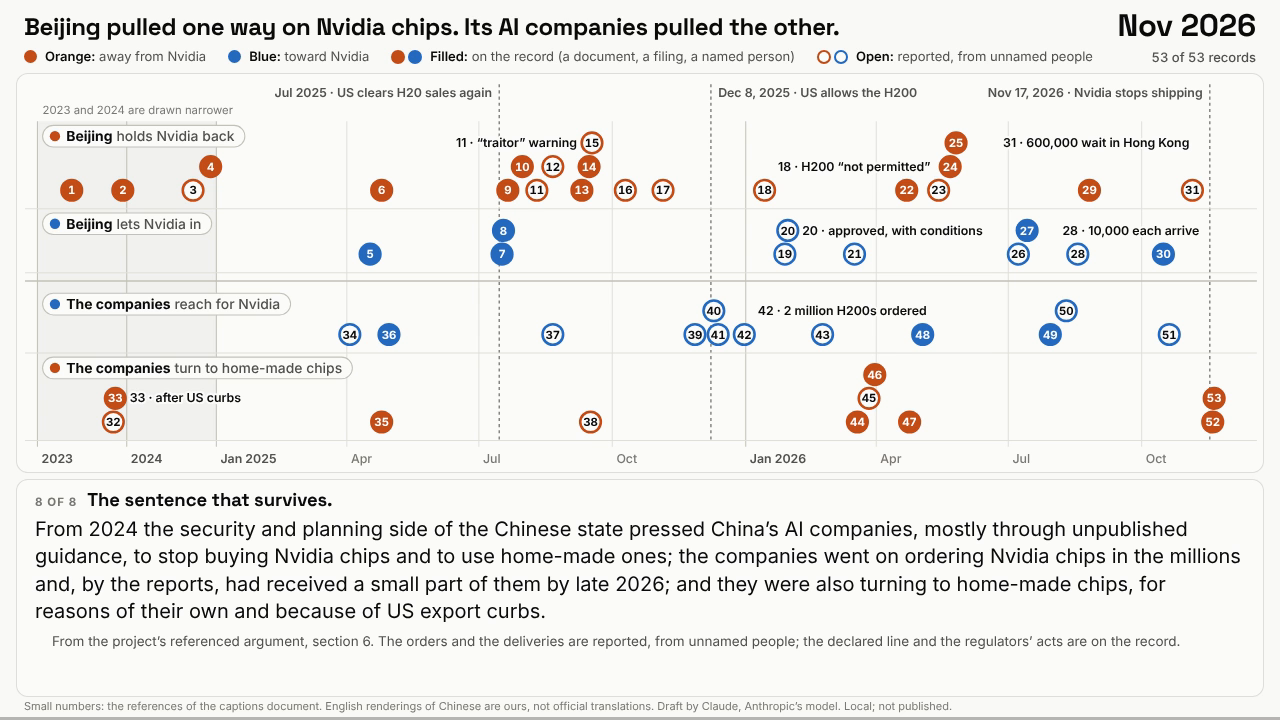 Beijing pulled one way on Nvidia chips. Its AI companies pulled the other.
Nov 2026
Orange: away from Nvidia
Blue: toward Nvidia
Filled: on the record (a document, a filing, a named person)
Open: reported, from unnamed people
53 of 53 records
Jul 2025 · US clears H20 sales again
Dec 8, 2025 · US allows the H200
Nov 17, 2026 · Nvidia stops shipping
2023 and 2024 are drawn narrower
Beijing holds Nvidia back
11 · “traitor” warning
15
25
31 · 600,000 wait in Hong Kong
4
10
12
14
18 · H200 “not permitted”
24
1
2
3
6
9
11
13
16
17
18
22
23
29
31
Beijing lets Nvidia in
8
20
20 · approved, with conditions
27
28 · 10,000 each arrive
5
7
19
21
26
28
30
The companies reach for Nvidia
40
42 · 2 million H200s ordered
50
34
36
37
39
41
42
43
48
49
51
The companies turn to home-made chips
46
33
33 · after US curbs
45
53
32
35
38
44
47
52
2023
2024
Jan 2025
Apr
Jul
Oct
Jan 2026
Apr
Jul
Oct
8 OF 8 The sentence that survives.
From 2024 the security and planning side of the Chinese state pressed China’s AI companies, mostly through unpublished
guidance, to stop buying Nvidia chips and to use home-made ones; the companies went on ordering Nvidia chips in the millions
and, by the reports, had received a small part of them by late 2026; and they were also turning to home-made chips, for
reasons of their own and because of US export curbs.
From the project’s referenced argument, section 6. The orders and the deliveries are reported, from unnamed people; the declared line and the regulators’ acts are on the record.
Small numbers: the references of the captions document. English renderings of Chinese are ours, not official translations. Draft by Claude, Anthropic’s model. Local; not published.